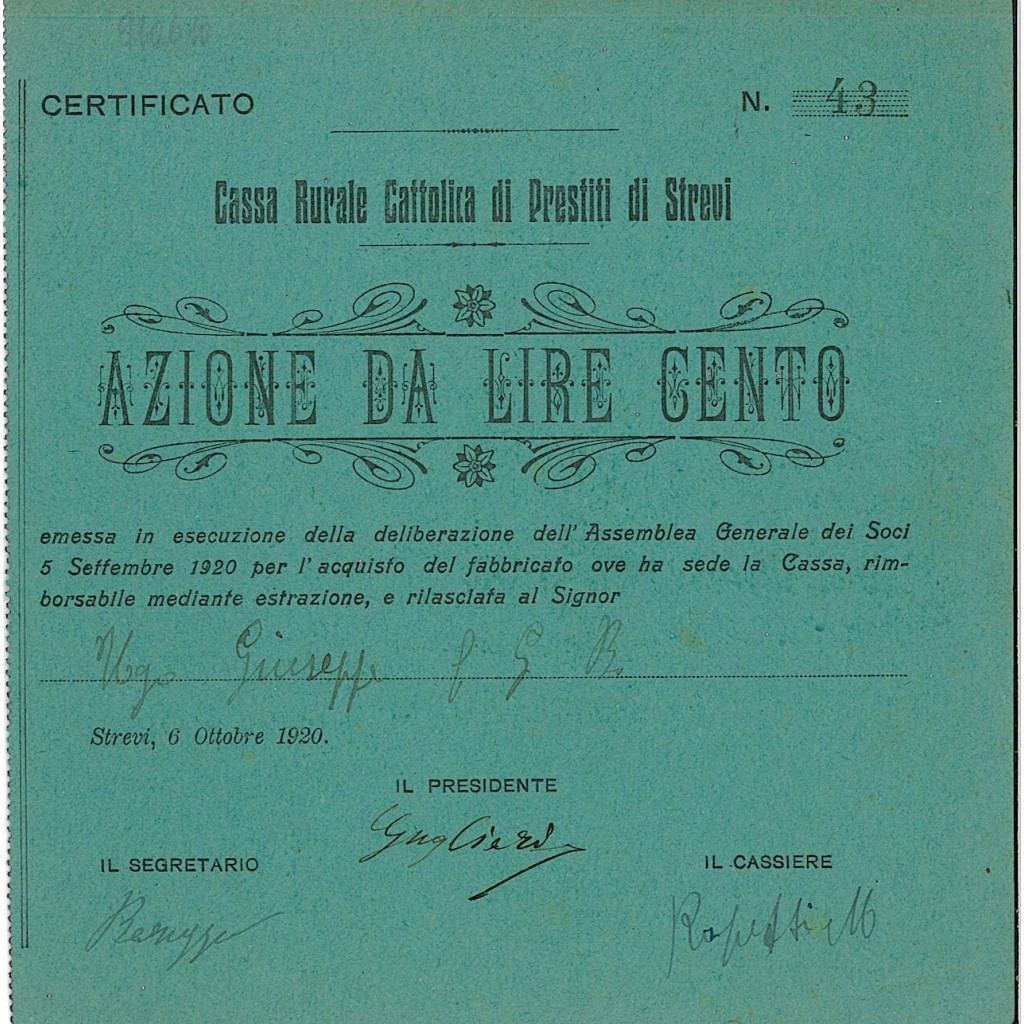 CERTIFICATO N. 43
Cassa Rurale Cattolica di Prestiti di Strevi
AZIONE DA LIRE CENTO
emessa in esecuzione della deliberazione dell' Assemblea Generale dei Soci
5 Settembre 1920 per l' acquisto del fabbricato ove ha sede la Cassa, rim-
borsabile mediante estrazione, e rilasciata al Signor
Ugo Giuseppe f G B.
Strevi, 6 Ottobre 1920.
IL PRESIDENTE
IL SEGRETARIO IL CASSIERE
Rapetti M